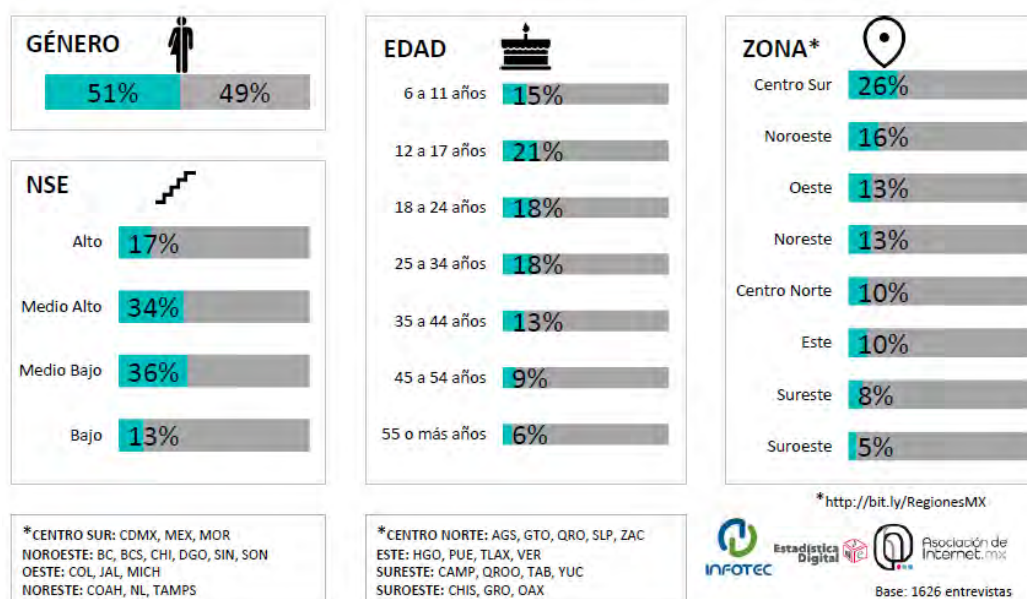 GÉNERO
51% 49%
NSE
Alto 17%
Medio Alto 34%
Medio Bajo 36%
Bajo 13%
EDAD
6 a 11 años 15%
12 a 17 años 21%
18 a 24 años 18%
25 a 34 años 18%
35 a 44 años 13%
45 a 54 años 9%
55 o más años 6%
ZONA*
Centro Sur 26%
Noroeste 16%
Oeste 13%
Noreste 13%
Centro Norte 10%
Este 10%
Sureste 8%
Suroeste 5%
*http://bit.ly/RegionesMX
*CENTRO SUR: CDMX, MEX, MOR
NOROESTE: BC, BCS, CHI, DGO, SIN, SON
OESTE: COL, JAL, MICH
NORESTE: COAH, NL, TAMPS
*CENTRO NORTE: AGS, GTO, QRO, SLP, ZAC
ESTE: HGO, PUE, TLAX, VER
SURESTE: CAMP, QROO, TAB, YUC
SUROESTE: CHIS, GRO, OAX
INFOTEC
Estadística
Digital
Asociación de
Internet.mx
Base: 1626 entrevistas